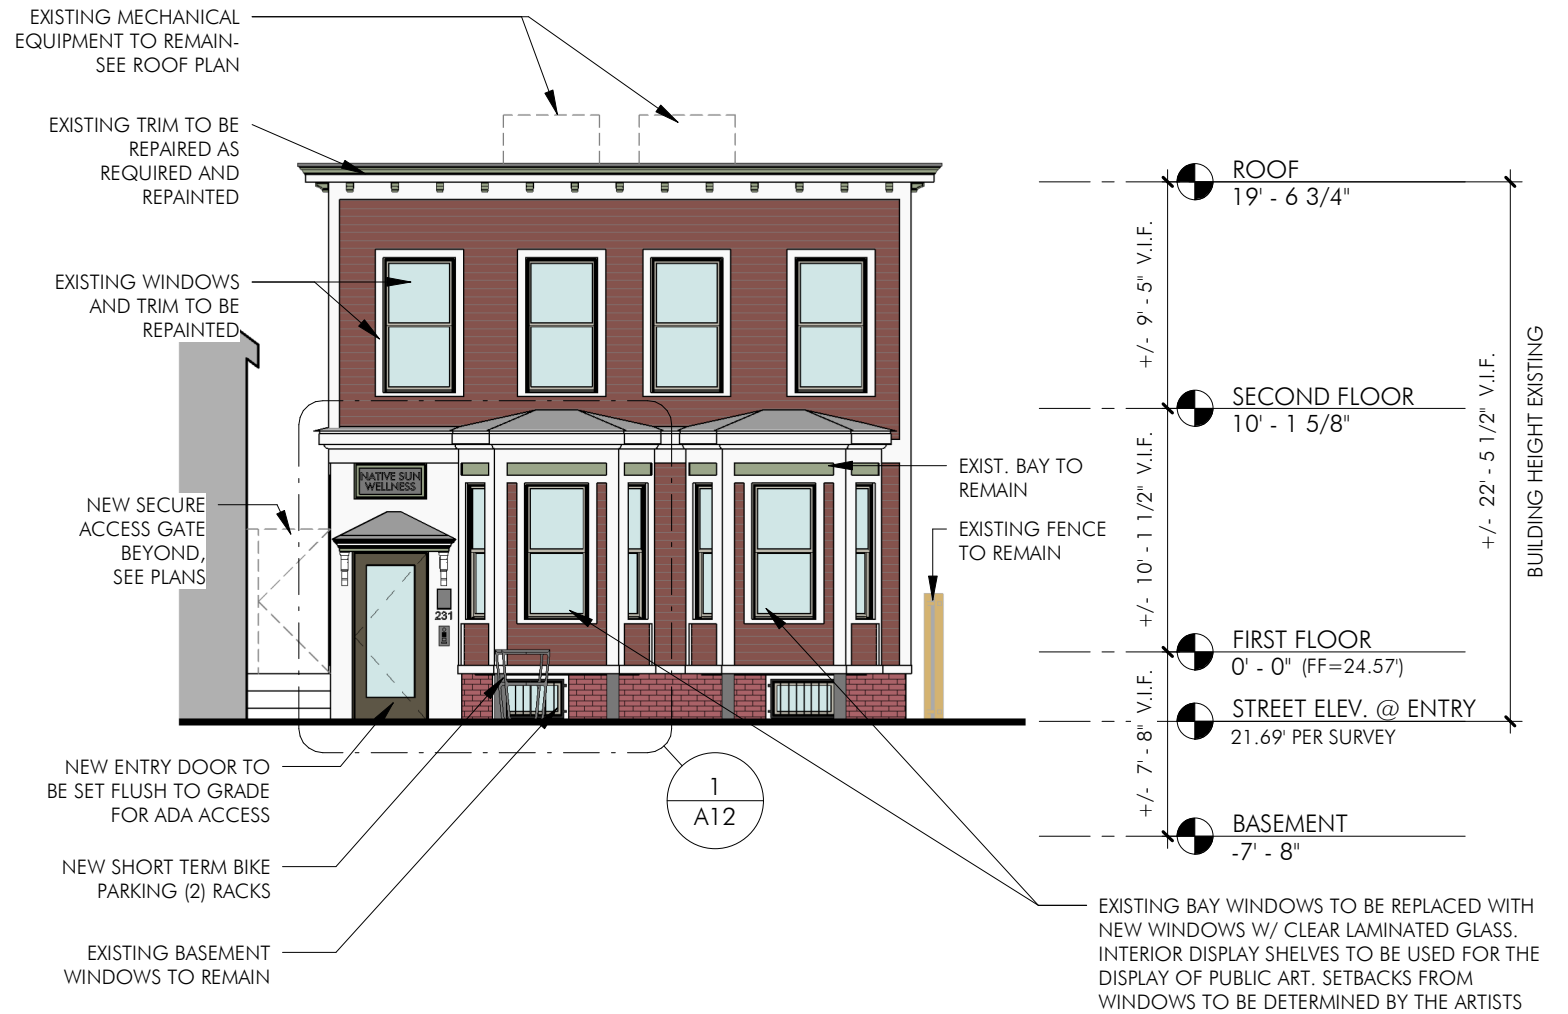 EXISTING MECHANICAL
EQUIPMENT TO REMAIN-
SEE ROOF PLAN
EXISTING TRIM TO BE
REPAIRED AS
REQUIRED AND
REPAINTED
EXISTING WINDOWS
AND TRIM TO BE
REPAINTED
NEW SECURE
ACCESS GATE
BEYOND,
SEE PLANS
NEW ENTRY DOOR TO
BE SET FLUSH TO GRADE
FOR ADA ACCESS
NEW SHORT TERM BIKE
PARKING (2) RACKS
EXISTING BASEMENT
WINDOWS TO REMAIN
NATIVE SUN
WELLNESS
231
1
A12
EXIST. BAY TO
REMAIN
EXISTING FENCE
TO REMAIN
ROOF
19' - 6 3/4"
+/- 9' - 5" V.I.F.
SECOND FLOOR
10' - 1 5/8"
+/- 10' - 1 1/2" V.I.F.
FIRST FLOOR
0' - 0" (FF=24.57')
STREET ELEV. @ ENTRY
21.69' PER SURVEY
+/- 7' - 8" V.I.F.
BASEMENT
-7' - 8"
+/- 22' - 5 1/2" V.I.F.
BUILDING HEIGHT EXISTING
EXISTING BAY WINDOWS TO BE REPLACED WITH
NEW WINDOWS W/ CLEAR LAMINATED GLASS.
INTERIOR DISPLAY SHELVES TO BE USED FOR THE
DISPLAY OF PUBLIC ART. SETBACKS FROM
WINDOWS TO BE DETERMINED BY THE ARTISTS